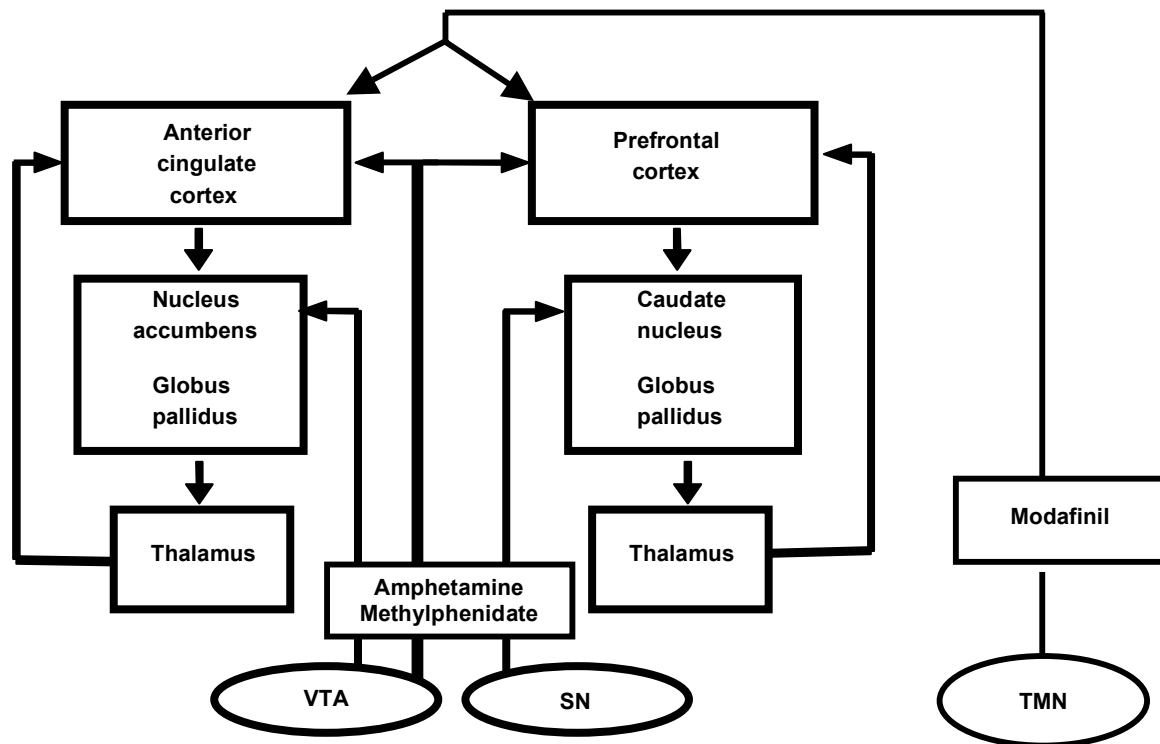 Anterior
cingulate
cortex
Prefrontal
cortex
Nucleus
accumbens
Globus
pallidus
Caudate
nucleus
Globus
pallidus
Thalamus
Thalamus
Modafinil
Amphetamine
Methylphenidate
VTA
SN
TMN